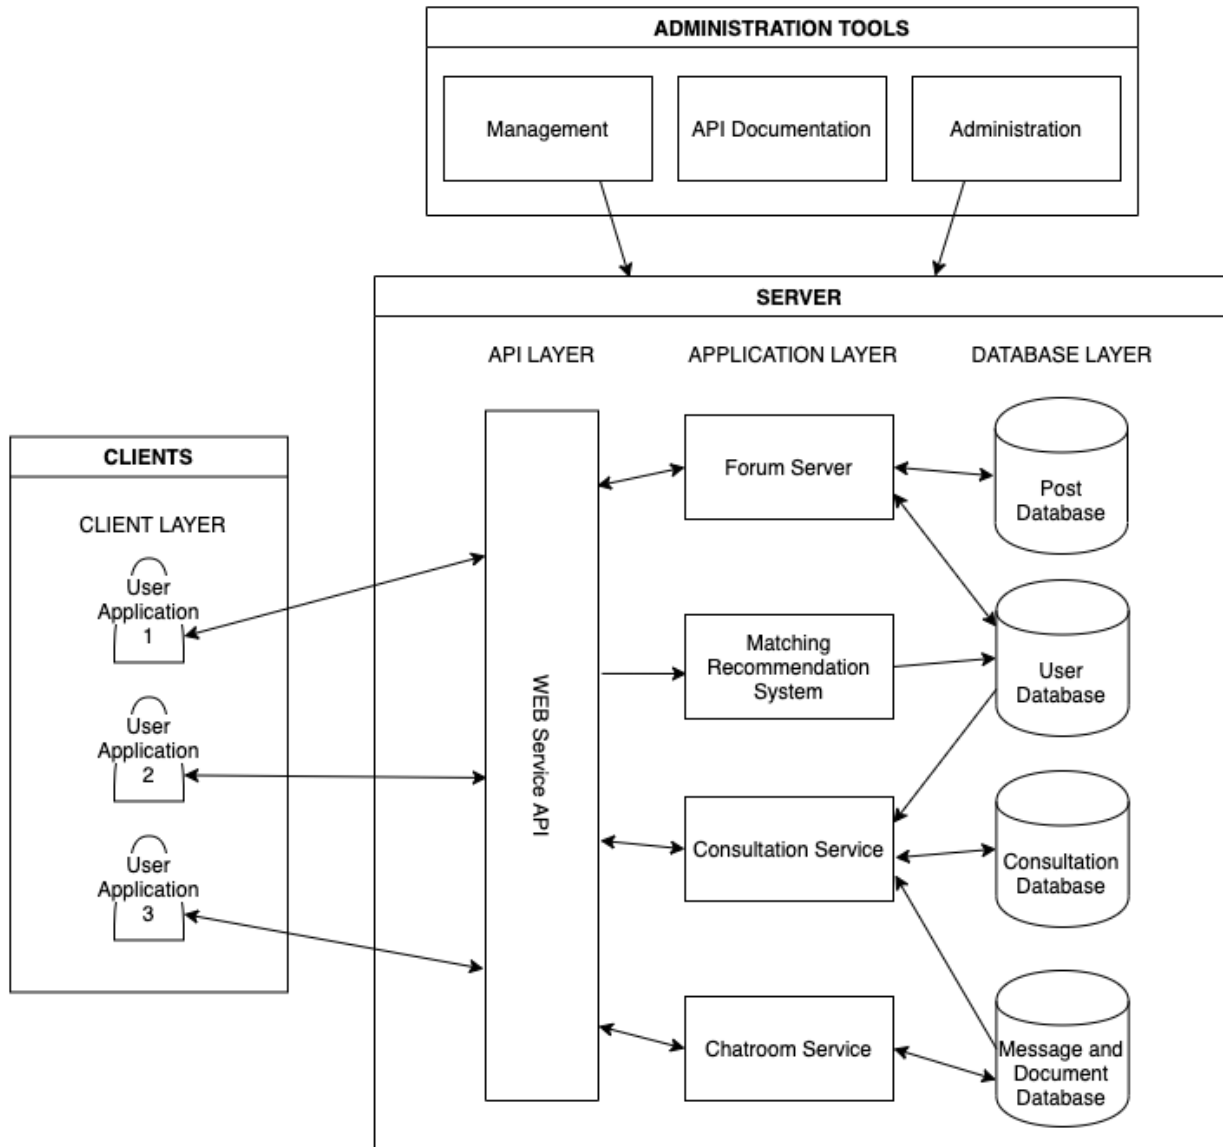 ADMINISTRATION TOOLS
Management
API Documentation
Administration
SERVER
API LAYER
APPLICATION LAYER
DATABASE LAYER
CLIENTS
CLIENT LAYER
User
Application
1
User
Application
2
User
Application
3
WEB Service API
Forum Server
Matching
Recommendation
System
Consultation Service
Chatroom Service
Post
Database
User
Database
Consultation
Database
Message and
Document
Database